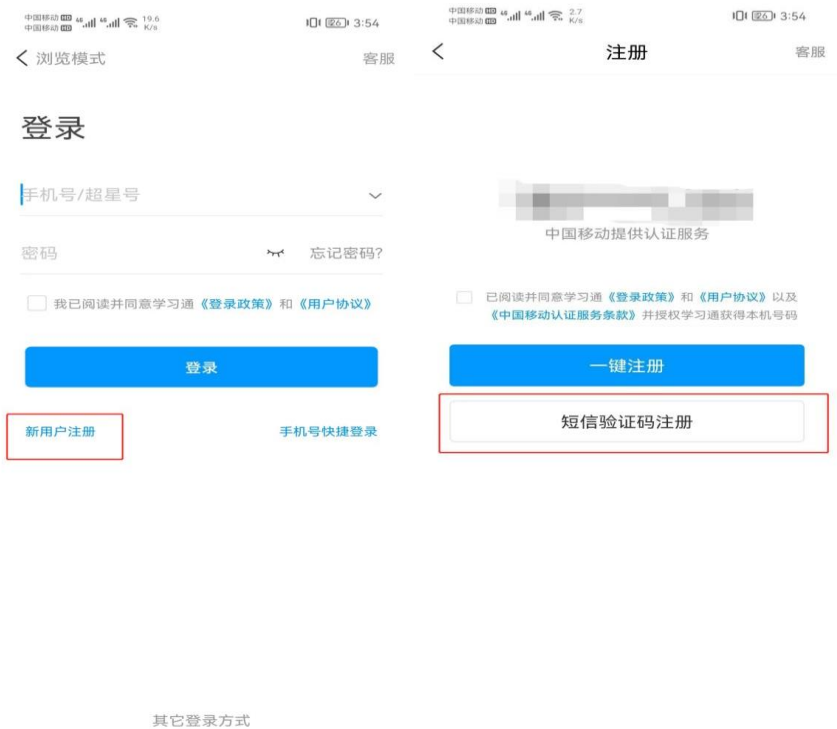 中国移动 HD 4G 4G 19.6
中国移动 HD K/s
26 3:54
浏览模式
客服
登录
手机号/超星号
密码
忘记密码?
我已阅读并同意学习通《登录政策》和《用户协议》
登录
新用户注册
手机号快捷登录
其它登录方式
中国移动 HD 4G 4G 2.7
中国移动 HD K/s
26 3:54
注册
客服
中国移动提供认证服务
已阅读并同意学习通《登录政策》和《用户协议》以及
《中国移动认证服务条款》并授权学习通获得本机号码
一键注册
短信验证码注册